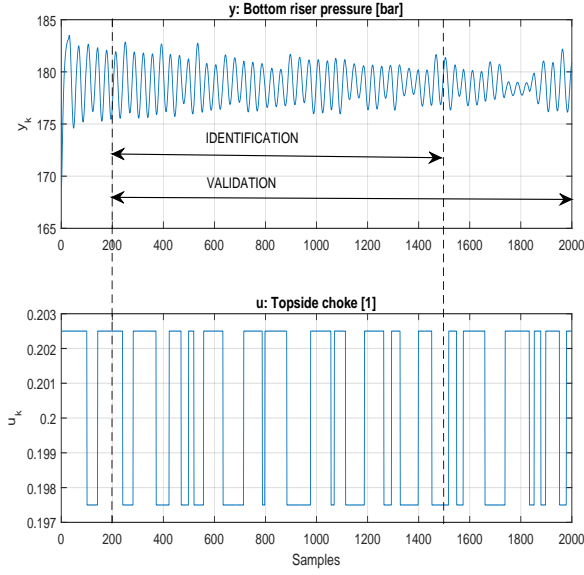 y: Bottom riser pressure [bar]
185
180
175
170
165
y_k
IDENTIFICATION
VALIDATION
0 200 400 600 800 1000 1200 1400 1600 1800 2000
u: Topside choke [1]
0.203
0.202
0.201
0.2
0.199
0.198
0.197
u_k
0 200 400 600 800 1000 1200 1400 1600 1800 2000
Samples